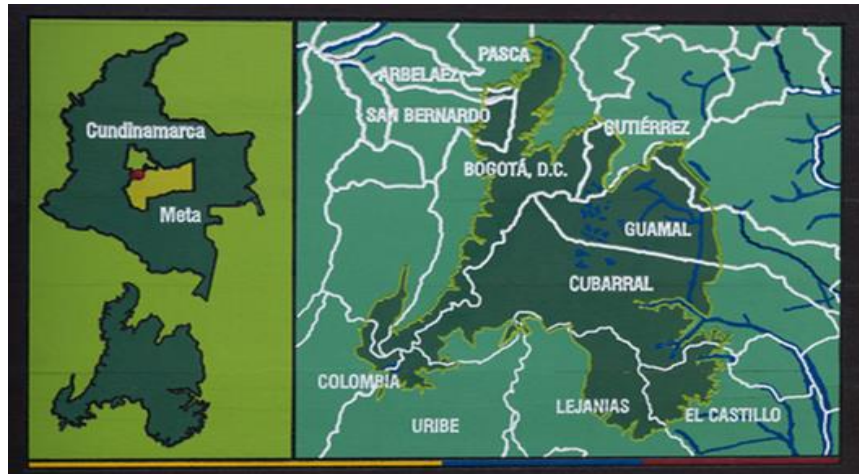 Cundinamarca
Meta
PASCA
ARBELAEZ
SAN BERNARDO
GUTIÉRREZ
BOGOTÁ, D.C.
GUAMAL
CUBARRAL
COLOMBIA
URIBE
LEJANIAS
EL CASTILLO